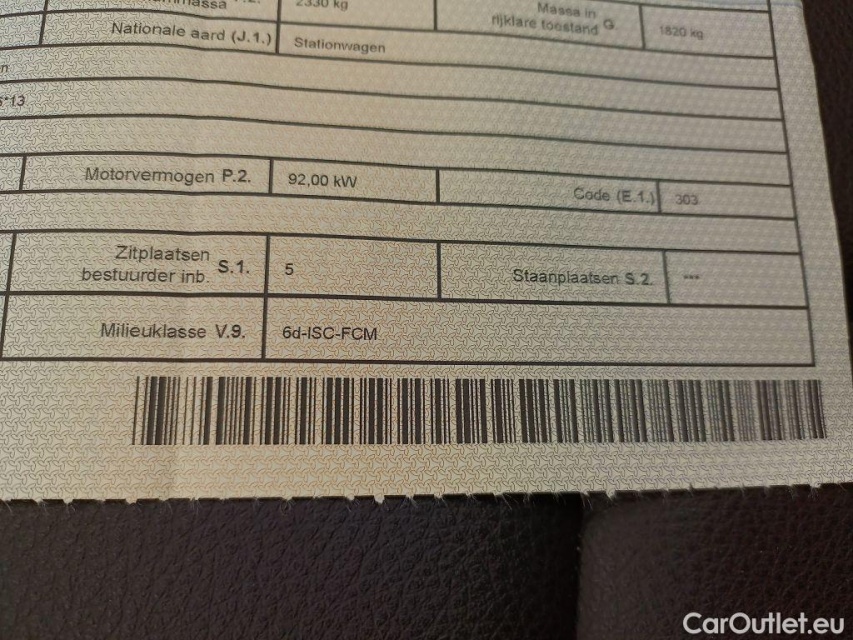 2330 kg
Massa in
rijklare toestand G.
1820 kg
Nationale aard (J.1.)
Stationwagen
*13
Motorvermogen P.2.
92,00 kW
Code (E.1.)
303
Zitplaatsen
bestuurder inb. S.1.
5
Staanplaatsen S.2.
***
Milieuklasse V.9.
6d-ISC-FCM
CarOutlet.eu